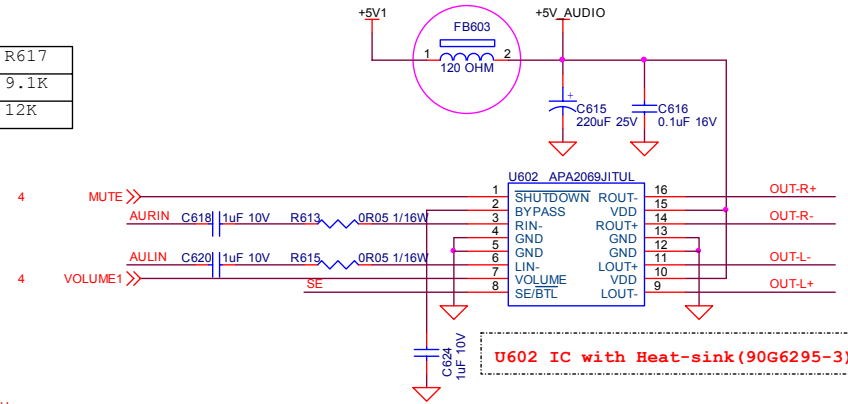 +5V1
+5V_AUDIO
FB603
1 2
120 OHM
R617
9.1K
12K
C615
220uF 25V
C616
0.1uF 16V
U602 APA2069JITUL
4 MUTE
1 SHUTDOWN ROUT- 16 OUT-R+
2 BYPASS VDD 15
AURIN C618 1uF 10V R613 0R05 1/16W 3 RIN- ROUT+ 14 OUT-R-
4 GND GND 13
5 GND GND 12
AULIN C620 1uF 10V R615 0R05 1/16W 6 LIN- LOUT+ 11 OUT-L-
4 VOLUME1 7 VOLUME VDD 10
SE 8 SE/BTL LOUT- 9 OUT-L+
C624
1uF 10V
U602 IC with Heat-sink(90G6295-3)